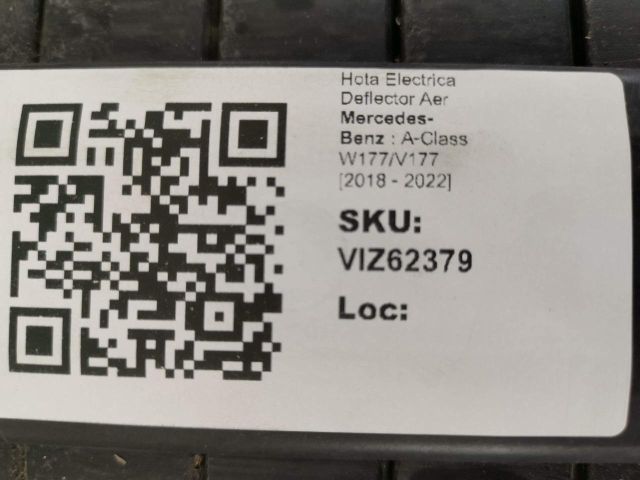 Hota Electrica
Deflector Aer
Mercedes-
Benz : A-Class
W177/V177
[2018 - 2022]
SKU:
VIZ62379
Loc: